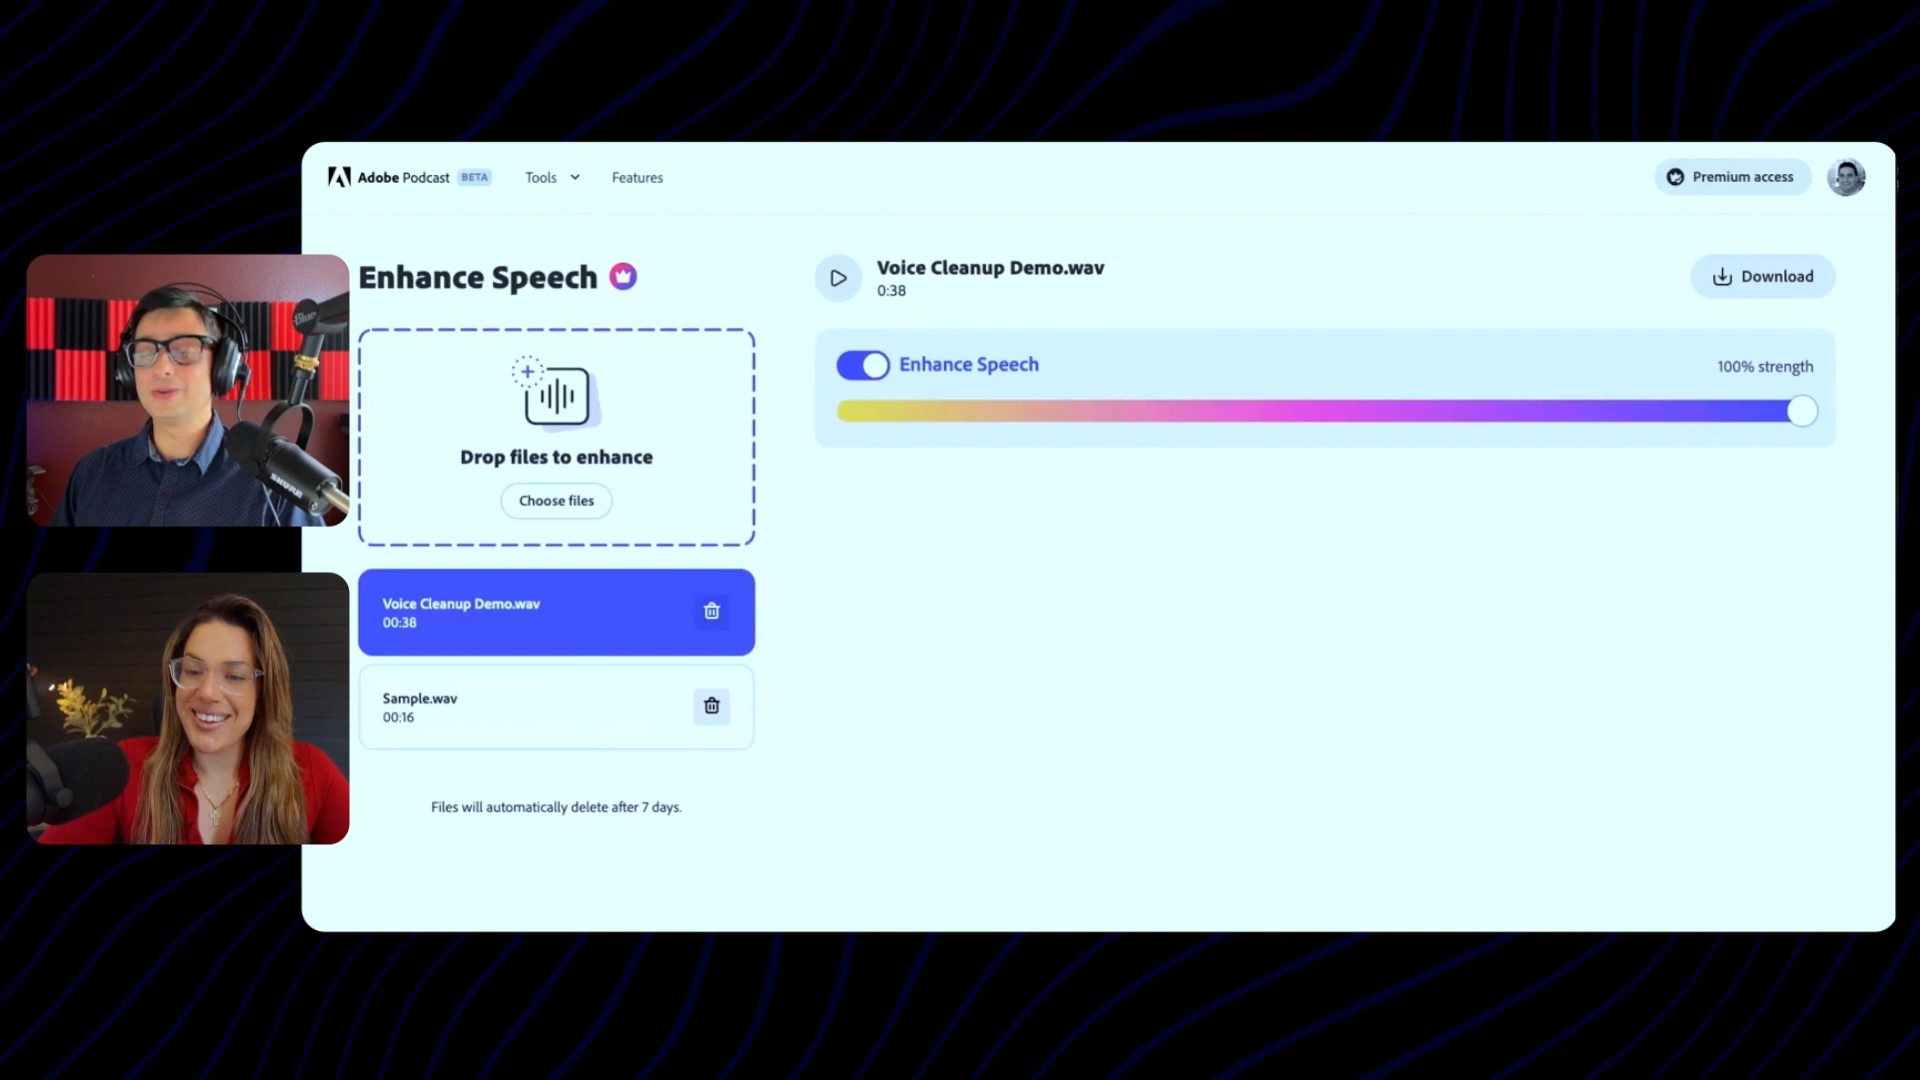 Adobe Podcast BETA
Tools
Features
Premium access
Enhance Speech
Voice Cleanup Demo.wav
0:38
Download
Enhance Speech
100% strength
Drop files to enhance
Choose files
Voice Cleanup Demo.wav
00:38
Sample.wav
00:16
Files will automatically delete after 7 days.
Blue
SHURE